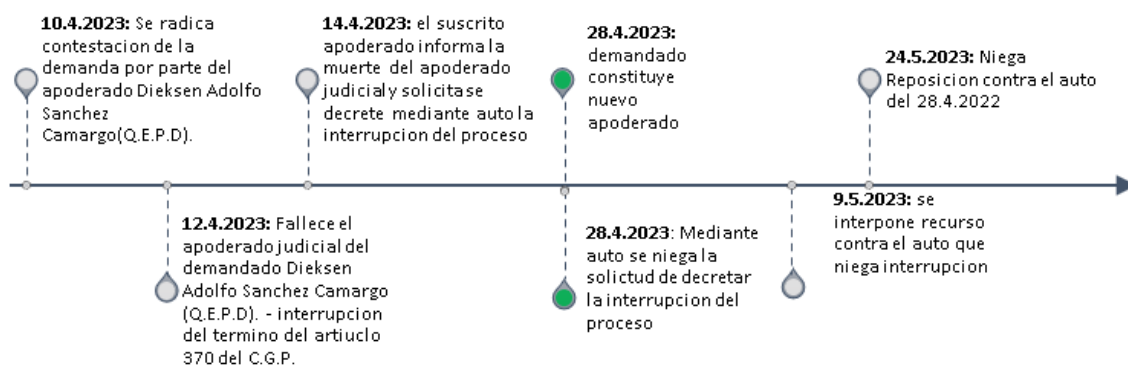 10.4.2023: Se radica
contestacion de la
demanda por parte del
apoderado Dieksen Adolfo
Sanchez
Camargo(Q.E.P.D).
14.4.2023: el suscrito
apoderado informa la
muerte del apoderado
judicialy solicita se
decrete mediante auto la
interrupcion del proceso
28.4.2023:
demandado
constituye
nuevo
apoderado
24.5.2023: Niega
Reposicion contra el auto
del 28.4.2022
12.4.2023: Fallece el
apoderado judicial del
demandado Dieksen
Adolfo Sanchez Camargo
(Q.E.P.D). - interrupcion
del termino del artiuclo
370 del C.G.P.
28.4.2023: Mediante
auto se niega la
solictud de decretar
la interrupcion del
proceso
9.5.2023: se
interpone recurso
contra el auto que
niega interrupcion